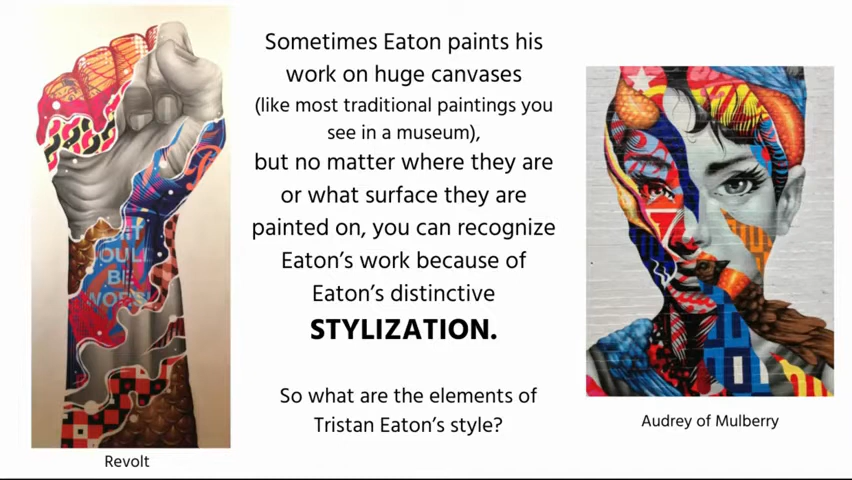 Sometimes Eaton paints his
work on huge canvases
(like most traditional paintings you
see in a museum),
but no matter where they are
or what surface they are
painted on, you can recognize
Eaton's work because of
Eaton's distinctive
STYLIZATION.
So what are the elements of
Tristan Eaton's style?
Revolt
Audrey of Mulberry